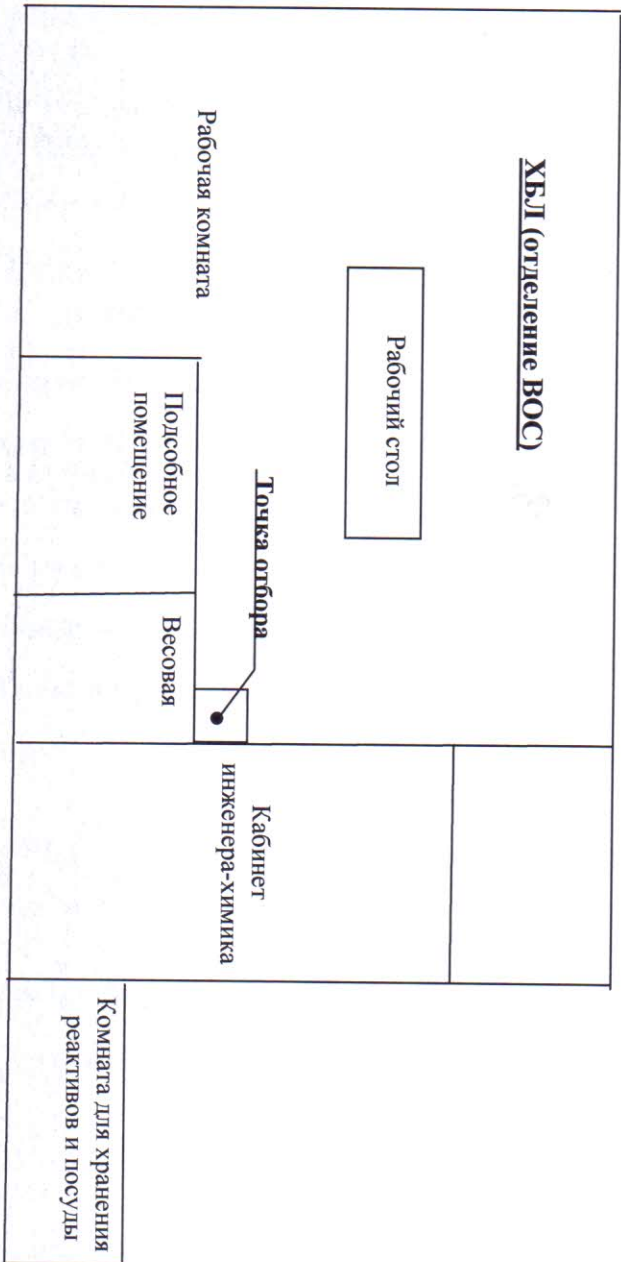 ХБЛ (отделение ВОС)
Рабочий стол
Рабочая комната
Точка отбора
Подсобное
помещение
Весовая
Кабинет
инженера-химика
Комната для хранения
реактивов и посуды